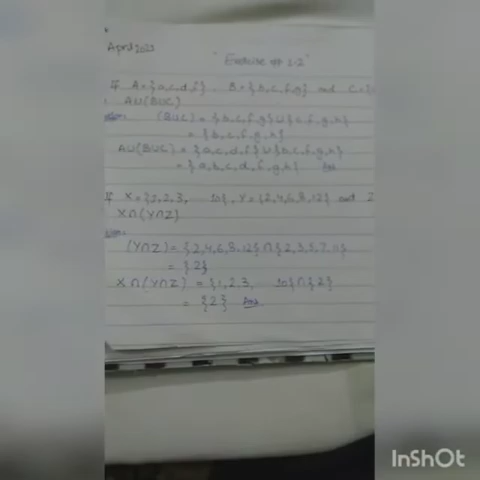 April 2022
"Exercise # 1.2"
If A = {a,c,d,f}, B = {b,c,f,g} and C = {
AU(BUC)
(BUC) = {b,c,f,g} U {c,f,g,h}
= {b,c,f,g,h}
AU(BUC) = {a,c,d,f} U {b,c,f,g,h}
= {a,b,c,d,f,g,h} Ans
If X = {1,2,3, 10}, Y = {2,4,6,8,12} and Z
X∩(Y∩Z)
(Y∩Z) = {2,4,6,8,12} ∩ {2,3,5,7,11}
= {2}
X∩(Y∩Z) = {1,2,3, 10} ∩ {2}
= {2} Ans
InShOt